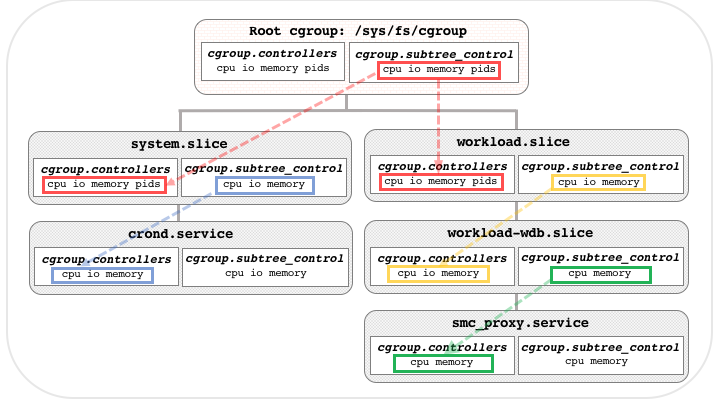 Root cgroup: /sys/fs/cgroup
cgroup.controllers
cpu io memory pids
cgroup.subtree_control
cpu io memory pids
system.slice
cgroup.controllers
cpu io memory pids
cgroup.subtree_control
cpu io memory
workload.slice
cgroup.controllers
cpu io memory pids
cgroup.subtree_control
cpu io memory
crond.service
cgroup.controllers
cpu io memory
cgroup.subtree_control
cpu io memory
workload-wdb.slice
cgroup.controllers
cpu io memory
cgroup.subtree_control
cpu memory
smc_proxy.service
cgroup.controllers
cpu memory
cgroup.subtree_control
cpu memory